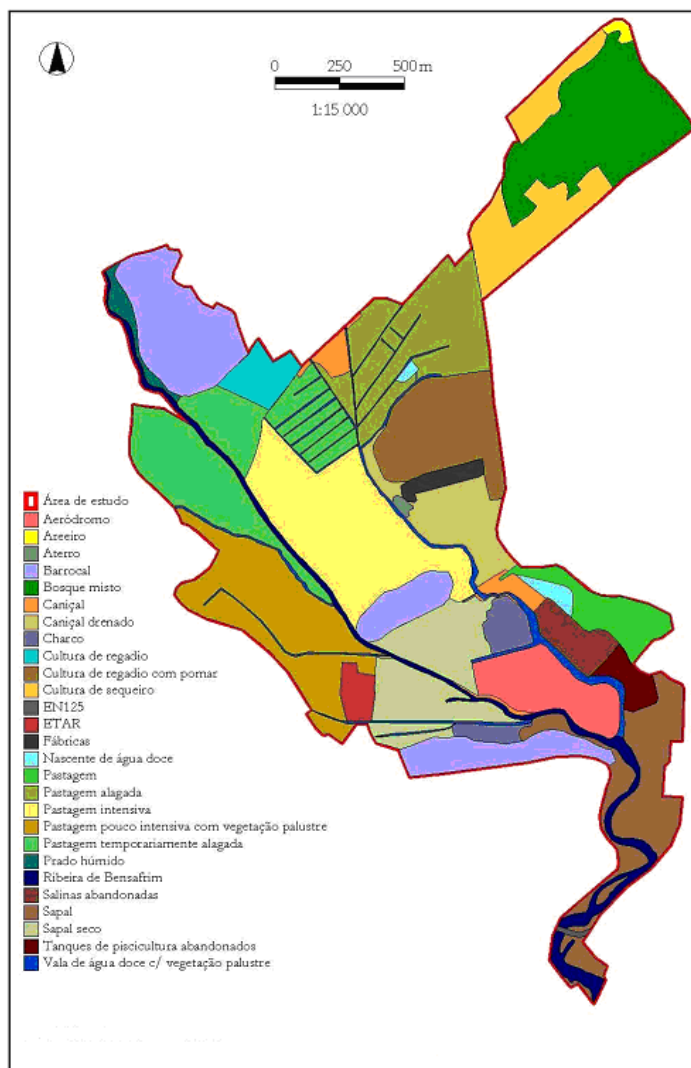 0 250 500 m
1:15 000
Área de estudo
Aeródromo
Areeiro
Aterro
Barrocal
Bosque misto
Caniçal
Caniçal drenado
Charco
Cultura de regadio
Cultura de regadio com pomar
Cultura de sequeiro
EN125
ETAR
Fábricas
Nascente de água doce
Pastagem
Pastagem alagada
Pastagem intensiva
Pastagem pouco intensiva com vegetação palustre
Pastagem temporariamente alagada
Prado húmido
Ribeira de Bensafrim
Salinas abandonadas
Sapal
Sapal seco
Tanques de piscicultura abandonados
Vala de água doce c/ vegetação palustre